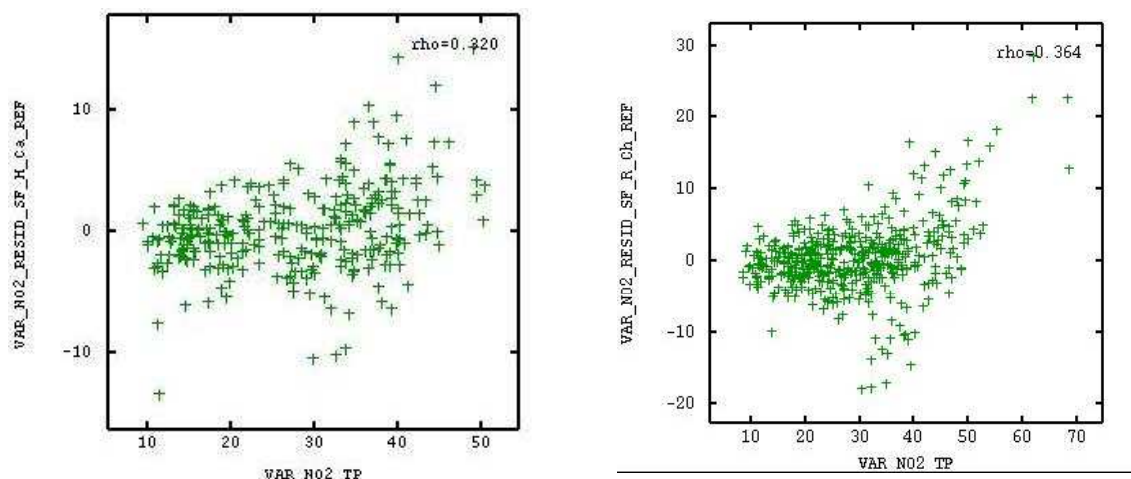 rho=0.320
10
0
-10
VAR_NO2_RESID_SF_M_Ca_REF
10 20 30 40 50
VAR NO2 TP
rho=0.364
30
20
10
0
-10
-20
VAR_NO2_RESID_SF_R_Ch_REF
10 20 30 40 50 60 70
VAR NO2 TP